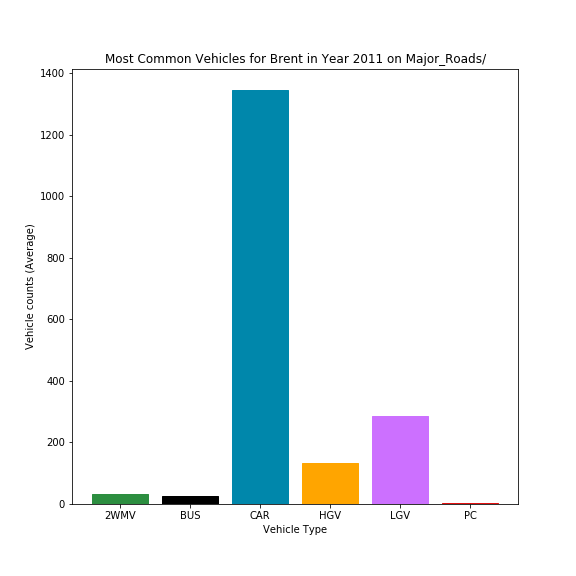 Most Common Vehicles for Brent in Year 2011 on Major_Roads/
1400
1200
1000
800
600
400
200
0
Vehicle counts (Average)
2WMV BUS CAR HGV LGV PC
Vehicle Type